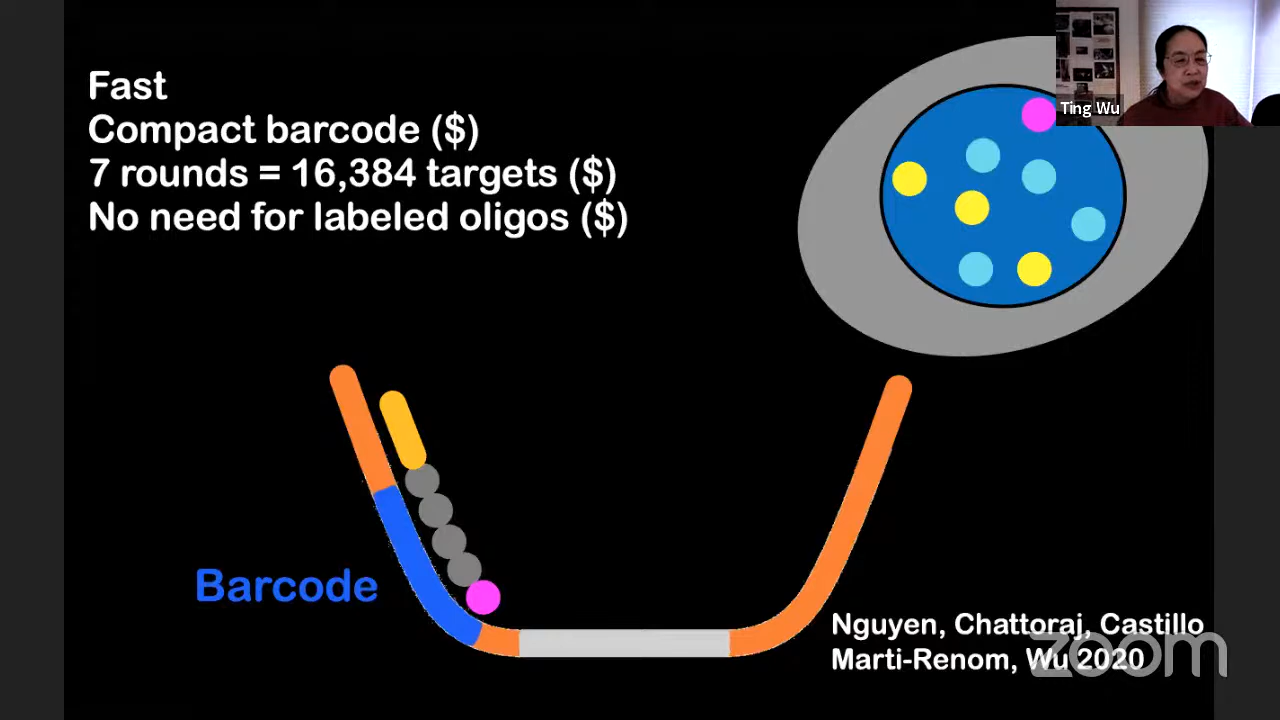 Fast
Compact barcode ($)
7 rounds = 16,384 targets ($)
No need for labeled oligos ($)
Ting Wu
Barcode
Nguyen, Chattoraj, Castillo
Marti-Renom, Wu 2020
zoom